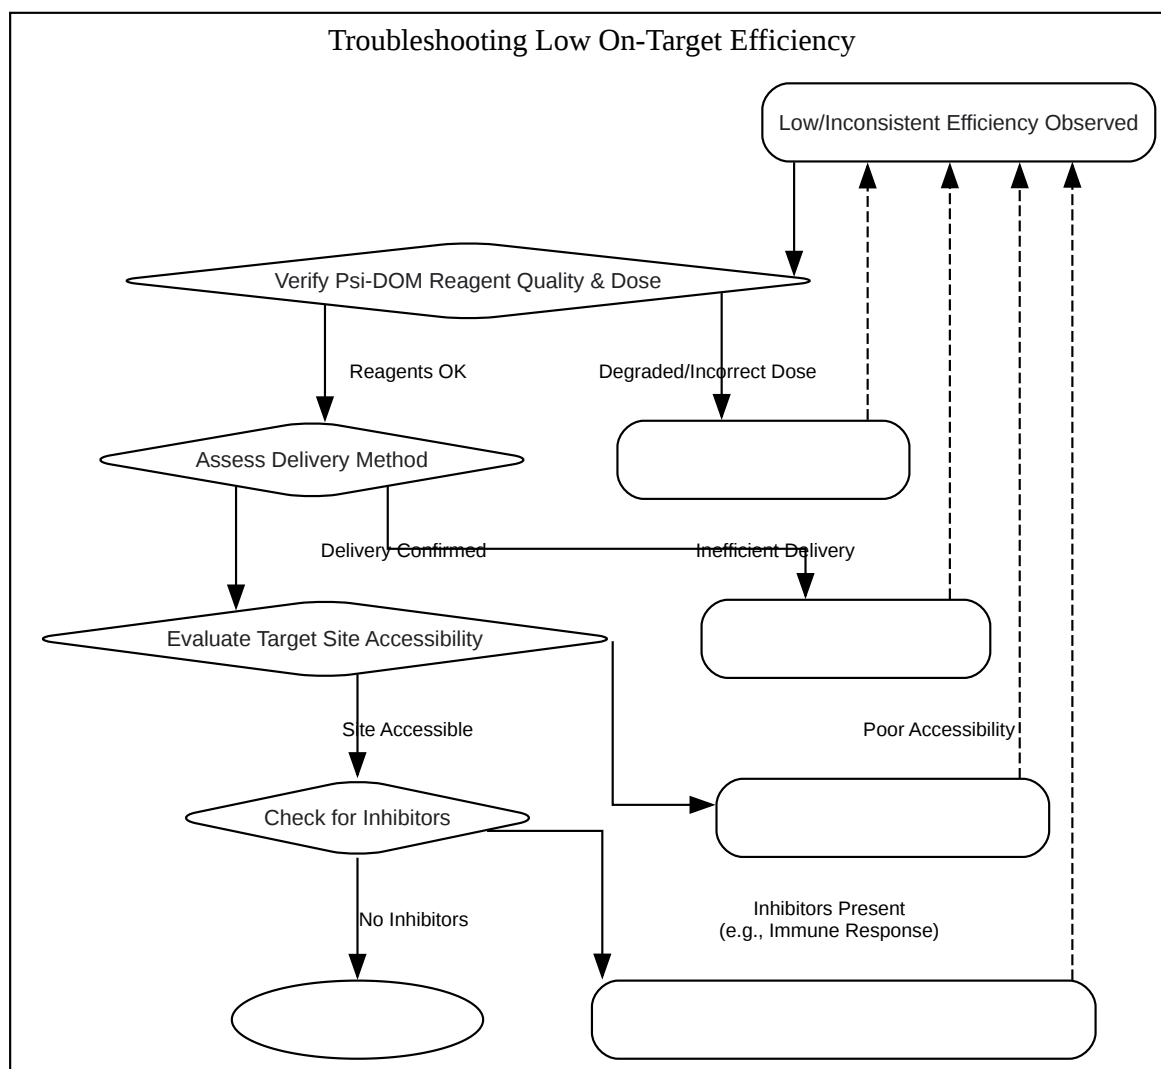 Troubleshooting Low On-Target Efficiency
Low/Inconsistent Efficiency Observed
Verify Psi-DOM Reagent Quality & Dose
Reagents OK
Degraded/Incorrect Dose
Assess Delivery Method
Delivery Confirmed
Inefficient Delivery
Evaluate Target Site Accessibility
Site Accessible
Poor Accessibility
Check for Inhibitors
No Inhibitors
Inhibitors Present
(e.g., Immune Response)